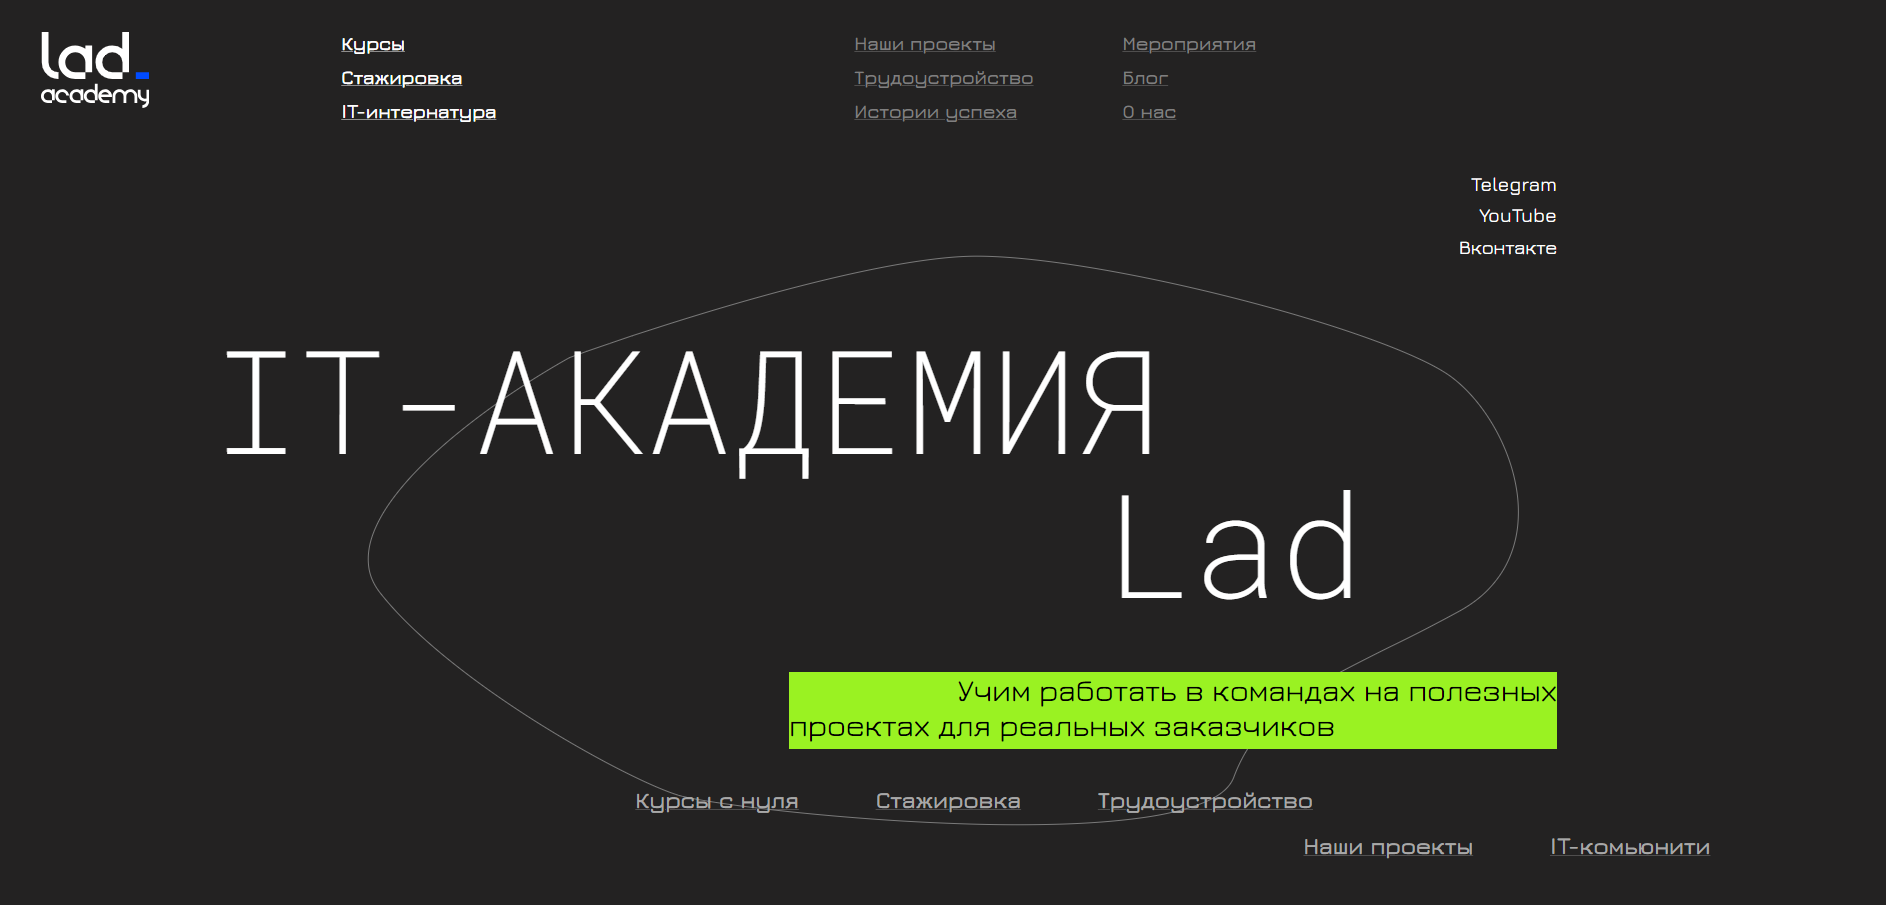 lad_
academy
Курсы
Стажировка
IT-интернатура
Наши проекты
Трудоустройство
Истории успеха
Мероприятия
Блог
О нас
Telegram
YouTube
Вконтакте
IT-АКАДЕМИЯ
Lad
Учим работать в командах на полезных
проектах для реальных заказчиков
Курсы с нуля
Стажировка
Трудоустройство
Наши проекты
IT-комьюнити